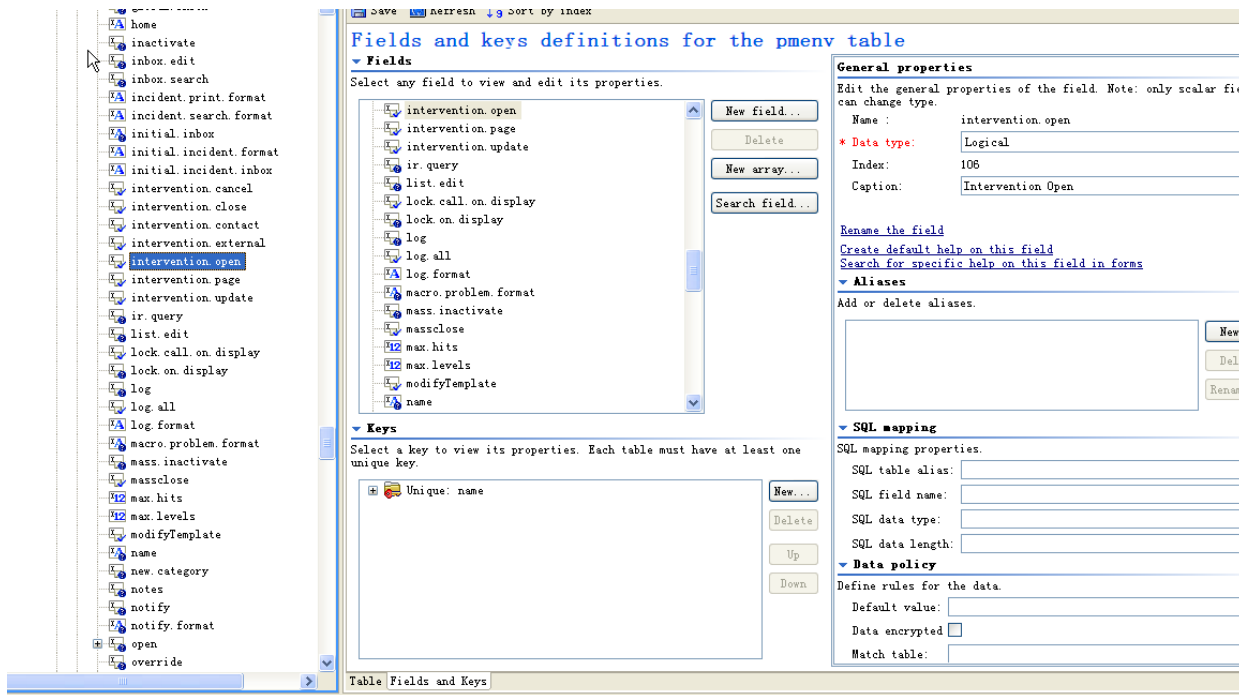 home
inactivate
inbox.edit
inbox.search
incident.print.format
incident.search.format
initial.inbox
initial.incident.format
initial.incident.inbox
intervention.cancel
intervention.close
intervention.contact
intervention.external
intervention.open
intervention.page
intervention.update
ir.query
list.edit
lock.call.on.display
lock.on.display
log
log.all
log.format
macro.problem.format
mass.inactivate
massclose
max.hits
max.levels
modifyTemplate
name
new.category
notes
notify
notify.format
open
override
Save Refresh Sort by index
Fields and keys definitions for the pmenv table
Fields
Select any field to view and edit its properties.
intervention.open
intervention.page
intervention.update
ir.query
list.edit
lock.call.on.display
lock.on.display
log
log.all
log.format
macro.problem.format
mass.inactivate
massclose
max.hits
max.levels
modifyTemplate
name
New field...
Delete
New array...
Search field...
Keys
Select a key to view its properties. Each table must have at least one
unique key.
Unique: name
New...
Delete
Up
Down
Table Fields and Keys
General properties
Edit the general properties of the field. Note: only scalar fie
can change type.
Name : intervention.open
* Data type: Logical
Index: 106
Caption: Intervention Open
Rename the field
Create default help on this field
Search for specific help on this field in forms
Aliases
Add or delete aliases.
New
Del
Renam
SQL mapping
SQL mapping properties.
SQL table alias:
SQL field name:
SQL data type:
SQL data length:
Data policy
Define rules for the data.
Default value:
Data encrypted
Match table: